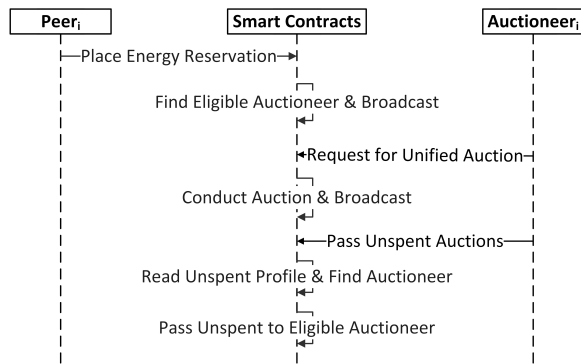 Peerᵢ Smart Contracts Auctioneerᵢ
Place Energy Reservation
Find Eligible Auctioneer & Broadcast
Request for Unified Auction
Conduct Auction & Broadcast
Pass Unspent Auctions
Read Unspent Profile & Find Auctioneer
Pass Unspent to Eligible Auctioneer